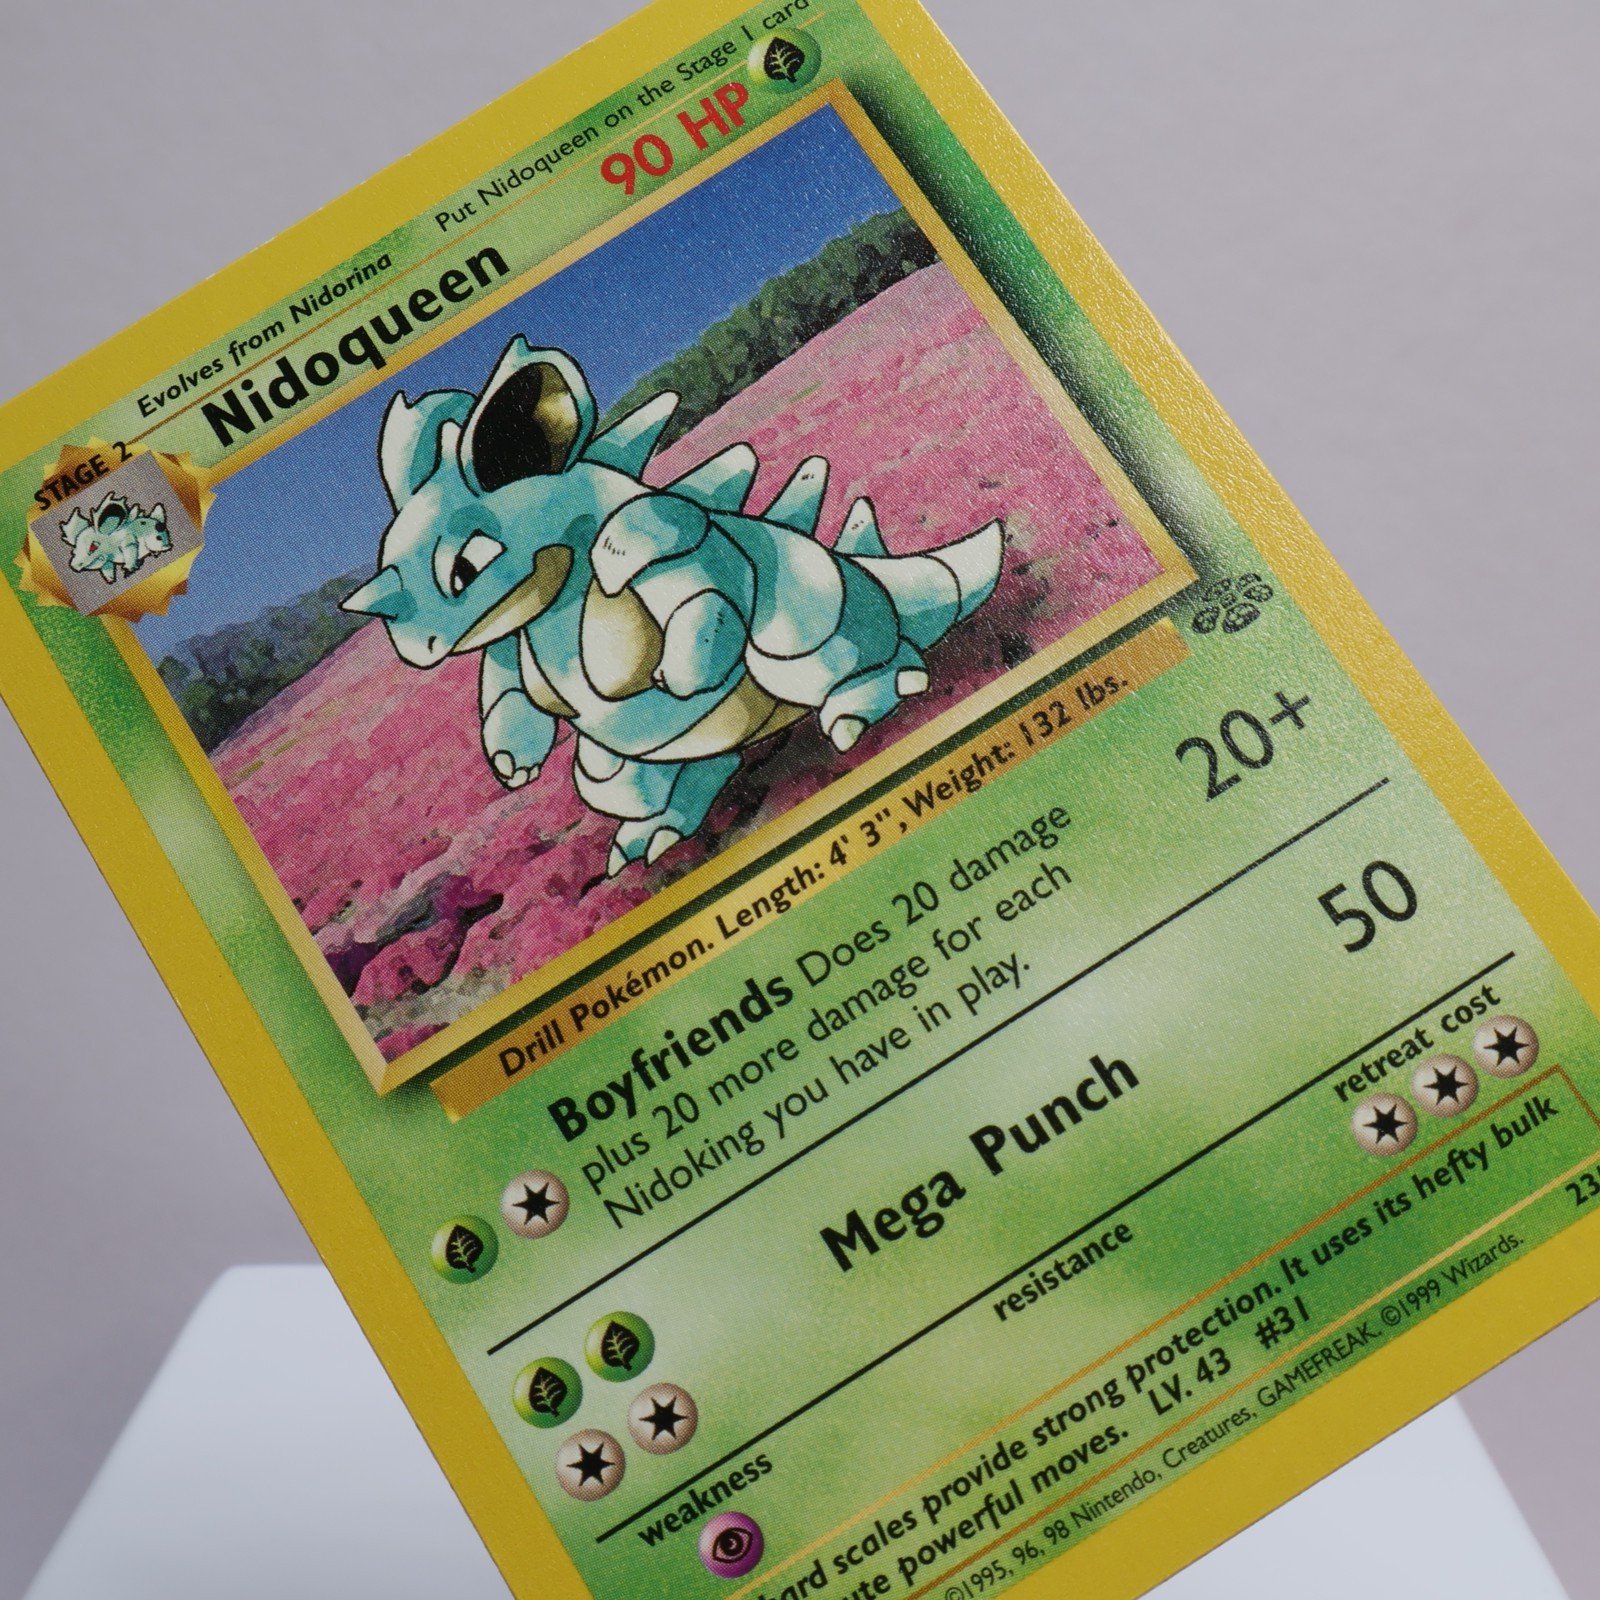 Evolves from Nidorina
Put Nidoqueen on the Stage 1 card
STAGE 2
Nidoqueen
90 HP
Drill Pokémon. Length: 4' 3", Weight: 132 lbs.
Boyfriends Does 20 damage
plus 20 more damage for each
Nidoking you have in play.
20+
Mega Punch
50
weakness
resistance
retreat cost
hard scales provide strong protection. It uses its hefty bulk
powerful moves. LV. 43 #31
©1995, 96, 98 Nintendo, Creatures, GAMEFREAK. ©1999 Wizards.